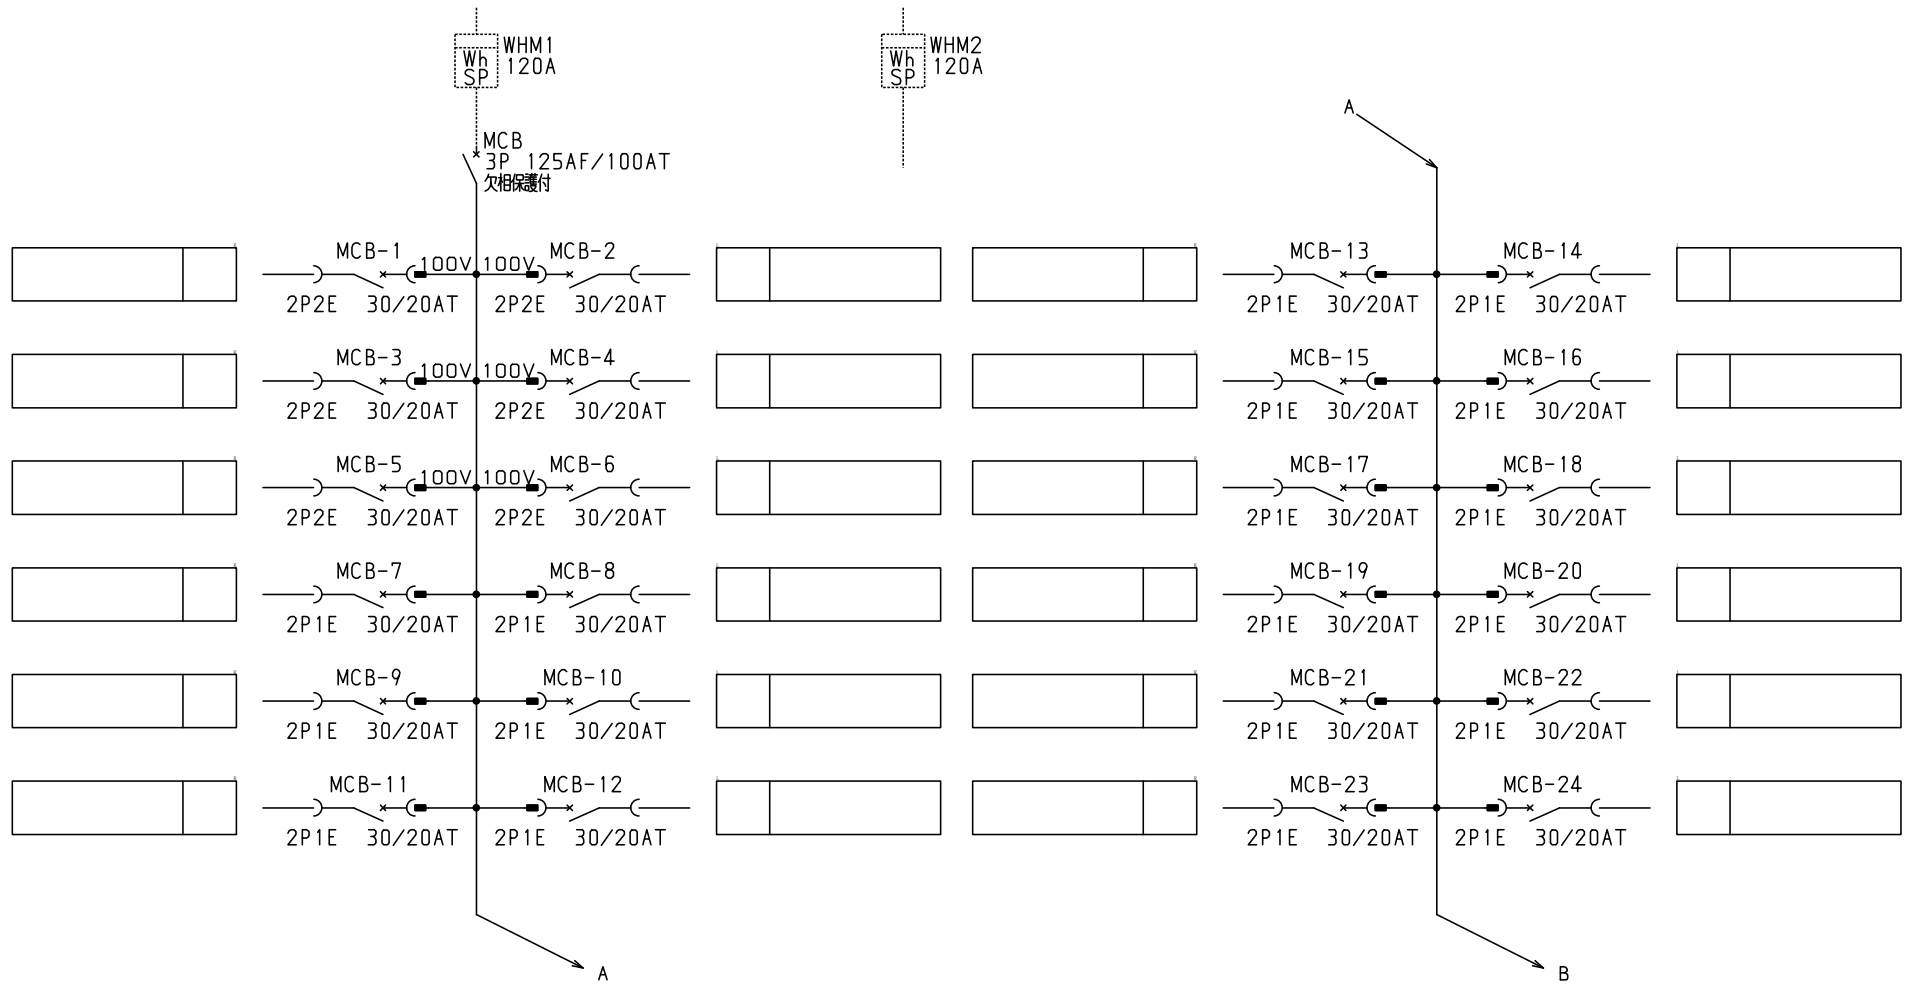 WHM1
Wh
120A
SP
WHM2
Wh
120A
SP
A
MCB
3P 125AF/100AT
欠相保護付
MCB-1 100V 100V MCB-2
2P2E 30/20AT 2P2E 30/20AT
MCB-13 MCB-14
2P1E 30/20AT 2P1E 30/20AT
MCB-3 100V 100V MCB-4
2P2E 30/20AT 2P2E 30/20AT
MCB-15 MCB-16
2P1E 30/20AT 2P1E 30/20AT
MCB-5 100V 100V MCB-6
2P2E 30/20AT 2P2E 30/20AT
MCB-17 MCB-18
2P1E 30/20AT 2P1E 30/20AT
MCB-7 MCB-8
2P1E 30/20AT 2P1E 30/20AT
MCB-19 MCB-20
2P1E 30/20AT 2P1E 30/20AT
MCB-9 MCB-10
2P1E 30/20AT 2P1E 30/20AT
MCB-21 MCB-22
2P1E 30/20AT 2P1E 30/20AT
MCB-11 MCB-12
2P1E 30/20AT 2P1E 30/20AT
MCB-23 MCB-24
2P1E 30/20AT 2P1E 30/20AT
A
B